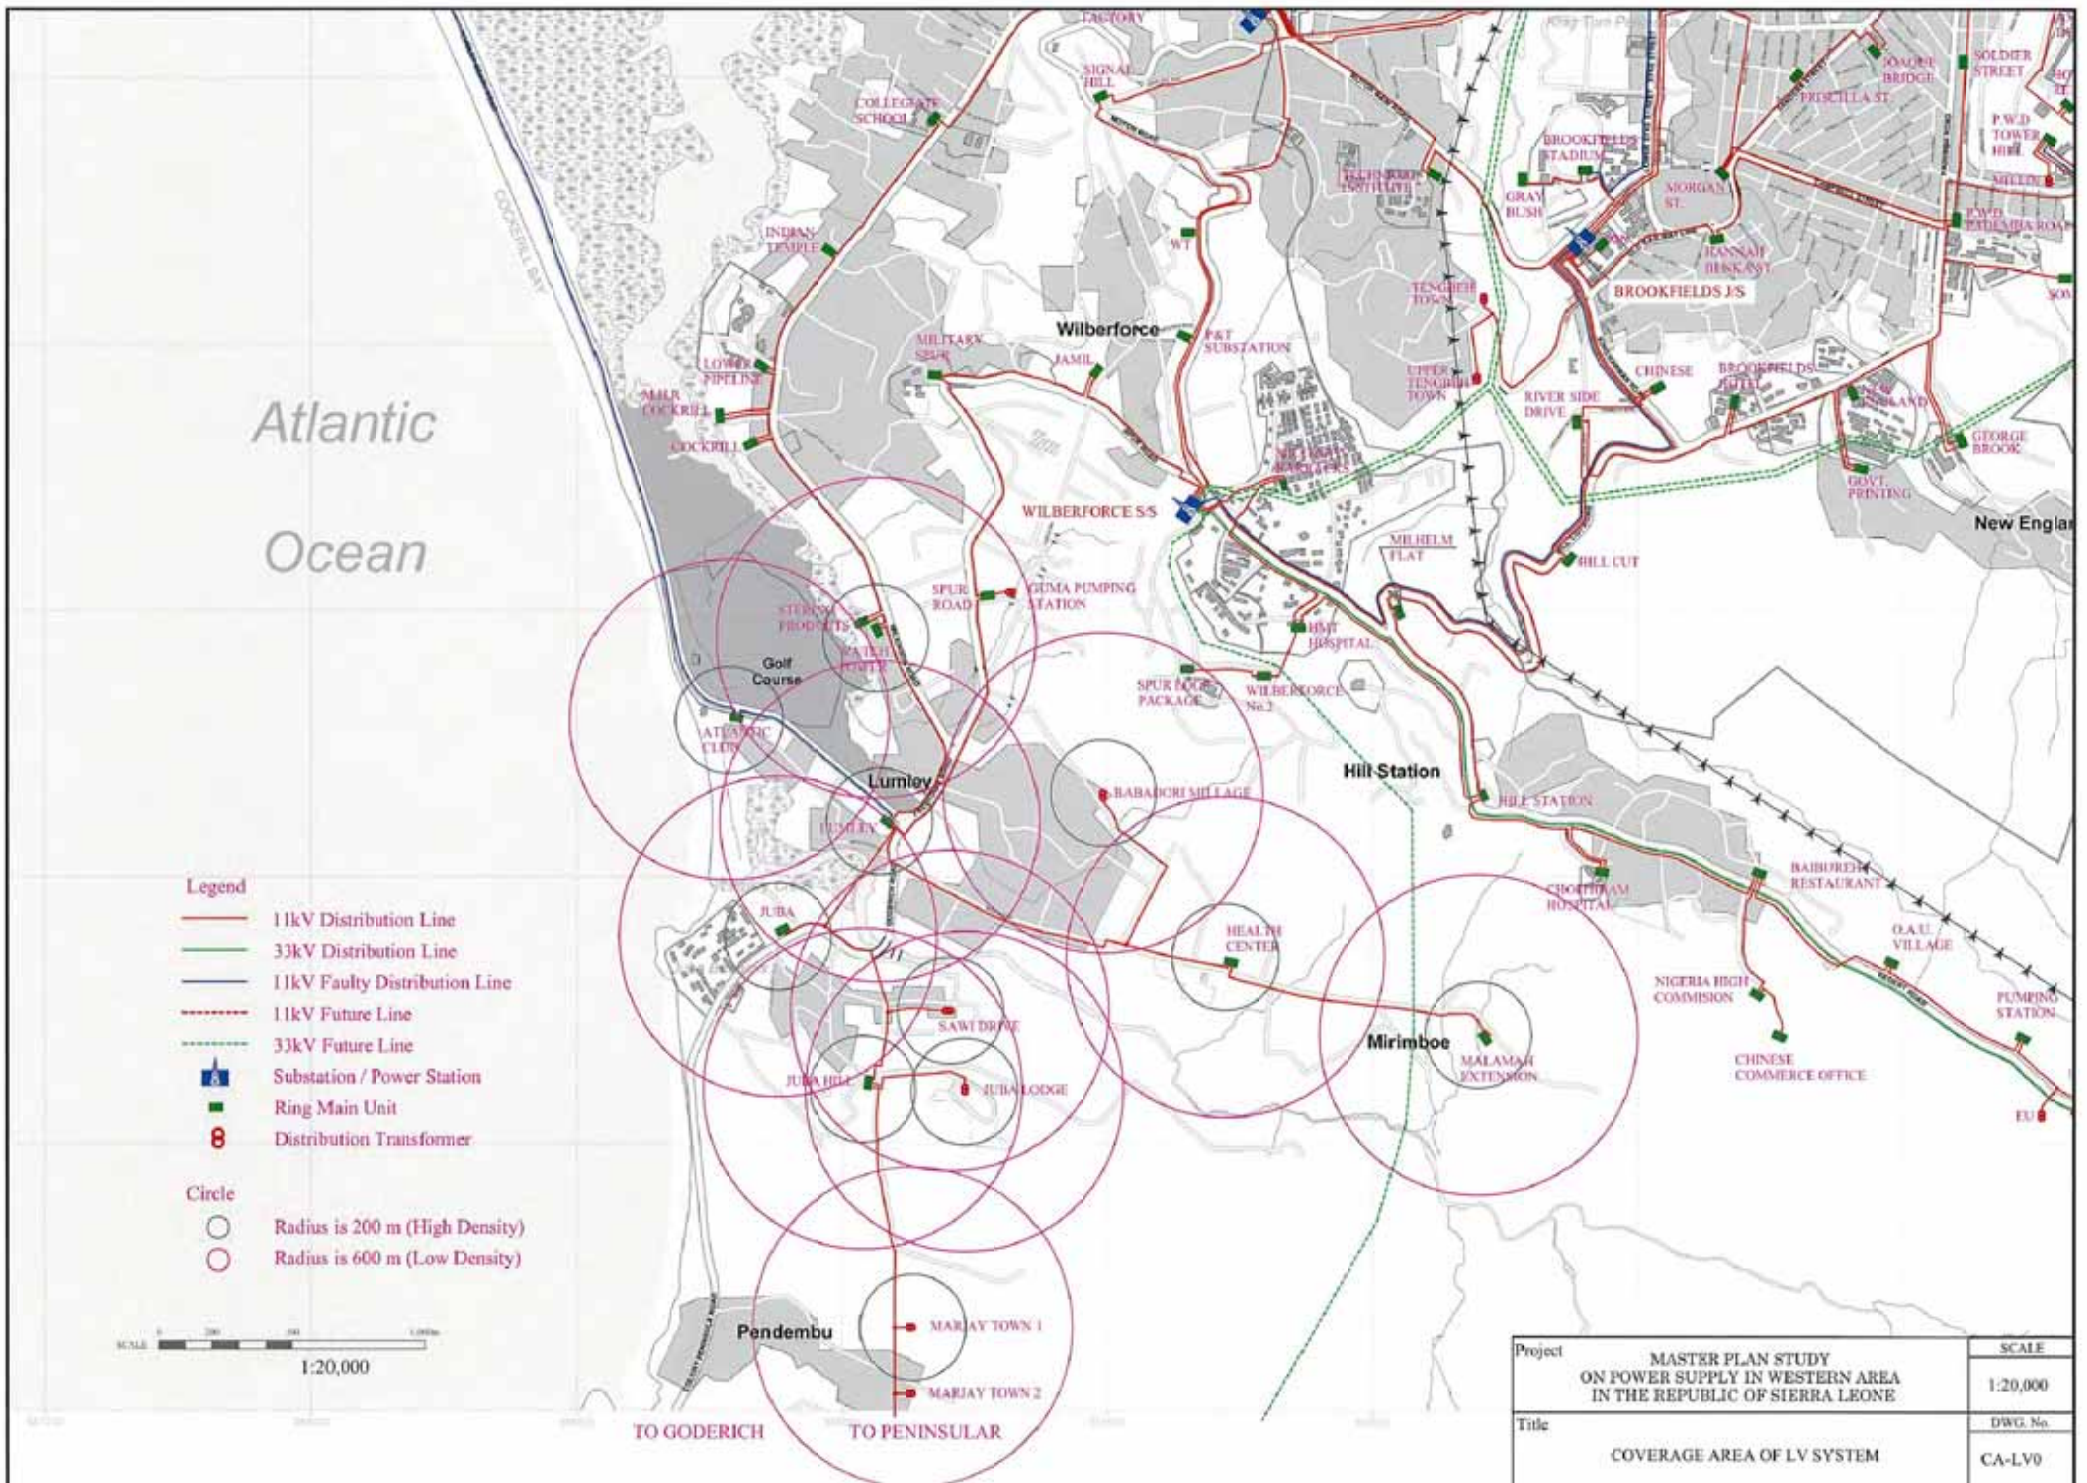 FACTORY
SIGNAL
HILL
COLLEGIATE
SCHOOL
JOAQUE
BRIDGE
SOLDIER
STREET
PRISCILLA ST.
P.W.D
TOWER
HILL
BROOKFIELDS
STADIUM
GRAY
BUSH
MORGAN
ST.
P.W.D.
PADEMBA ROAD
COCKERILL BAY
INDIAN
TEMPLE
WT
TENGBEH
TOWN
BROOKFIELDS J/S
Wilberforce
P&T
SUBSTATION
MILITARY
SPUR
JAMIL
LOWER
PIPELINE
UPPER
TENGBEH
TOWN
CHINESE
BROOKFIELDS
HOTEL
RIVER SIDE
DRIVE
COCKRILL
COCKRILL
GEORGE
BROOK
Atlantic
Ocean
GOVT.
PRINTING
WILBERFORCE S/S
New Englan
MILHELM
FLAT
HILL CUT
SPUR
ROAD
GUMA PUMPING
STATION
PRODUCTS
HMT
HOSPITAL
Golf
Course
SPUR LOOP
PACKAGE
WILBERFORCE
No.2
ATLANTIC
CLUB
Lumley
Hill Station
LUMLEY
HILL STATION
JUBA
HEALTH
CENTER
CHOITHRAM
HOSPITAL
BAIBUREH
RESTAURANT
O.A.U.
VILLAGE
NIGERIA HIGH
COMMISION
PUMPING
STATION
SAWI DRIVE
Mirimboe
MALAMAH
EXTENSION
CHINESE
COMMERCE OFFICE
JUBA HILL
JUBA LODGE
EU
Legend
11kV Distribution Line
33kV Distribution Line
11kV Faulty Distribution Line
11kV Future Line
33kV Future Line
Substation / Power Station
Ring Main Unit
Distribution Transformer
Circle
Radius is 200 m (High Density)
Radius is 600 m (Low Density)
SCALE
1:20,000
Pendembu
MARJAY TOWN 1
MARJAY TOWN 2
TO GODERICH
TO PENINSULAR
Project
MASTER PLAN STUDY
ON POWER SUPPLY IN WESTERN AREA
IN THE REPUBLIC OF SIERRA LEONE
SCALE
1:20,000
Title
COVERAGE AREA OF LV SYSTEM
DWG. No.
CA-LV0